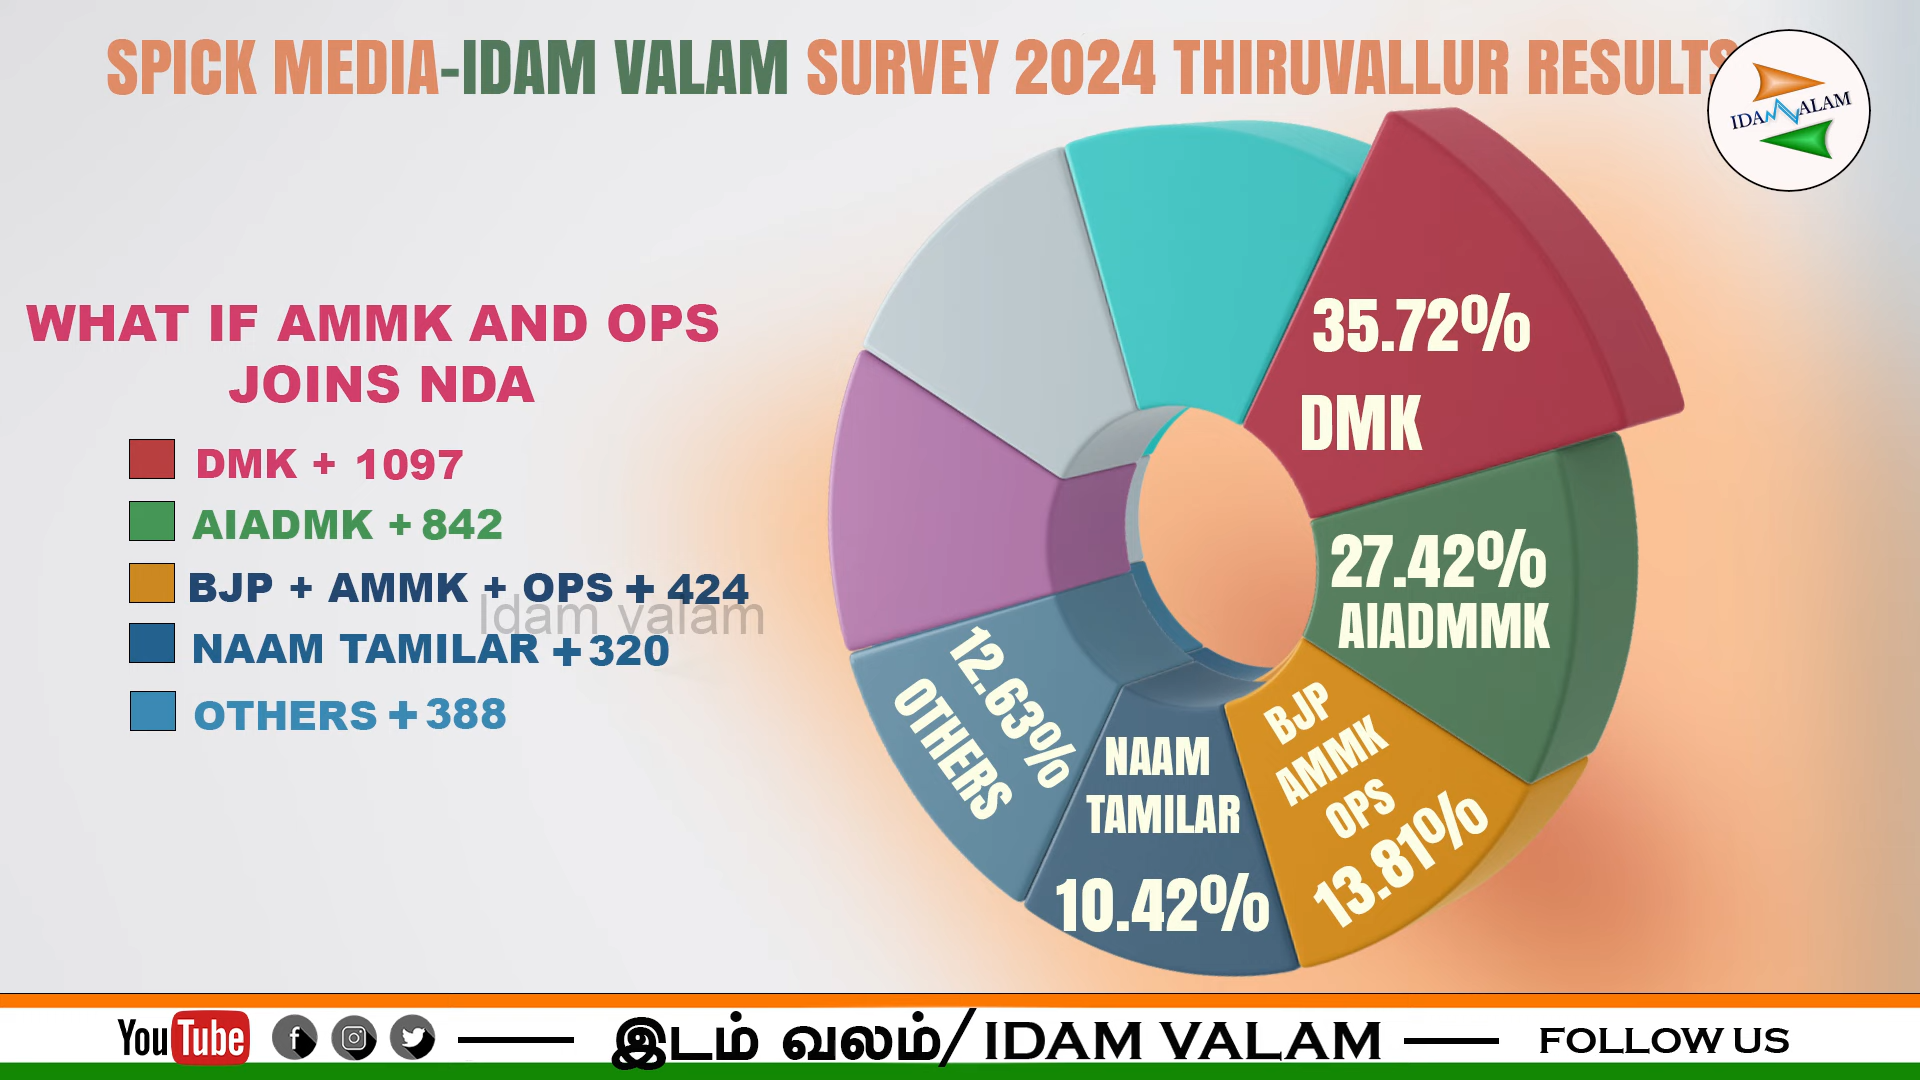 SPICK MEDIA-IDAM VALAM SURVEY 2024 THIRUVALLUR RESULTS
IDAM VALAM
WHAT IF AMMK AND OPS
JOINS NDA
DMK + 1097
AIADMK + 842
BJP + AMMK + OPS + 424
Idam valam
NAAM TAMILAR + 320
OTHERS + 388
35.72%
DMK
27.42%
AIADMMK
BJP
AMMK
OPS
13.81%
NAAM
TAMILAR
10.42%
12.63%
OTHERS
YouTube
இடம் வலம்/ IDAM VALAM
FOLLOW US